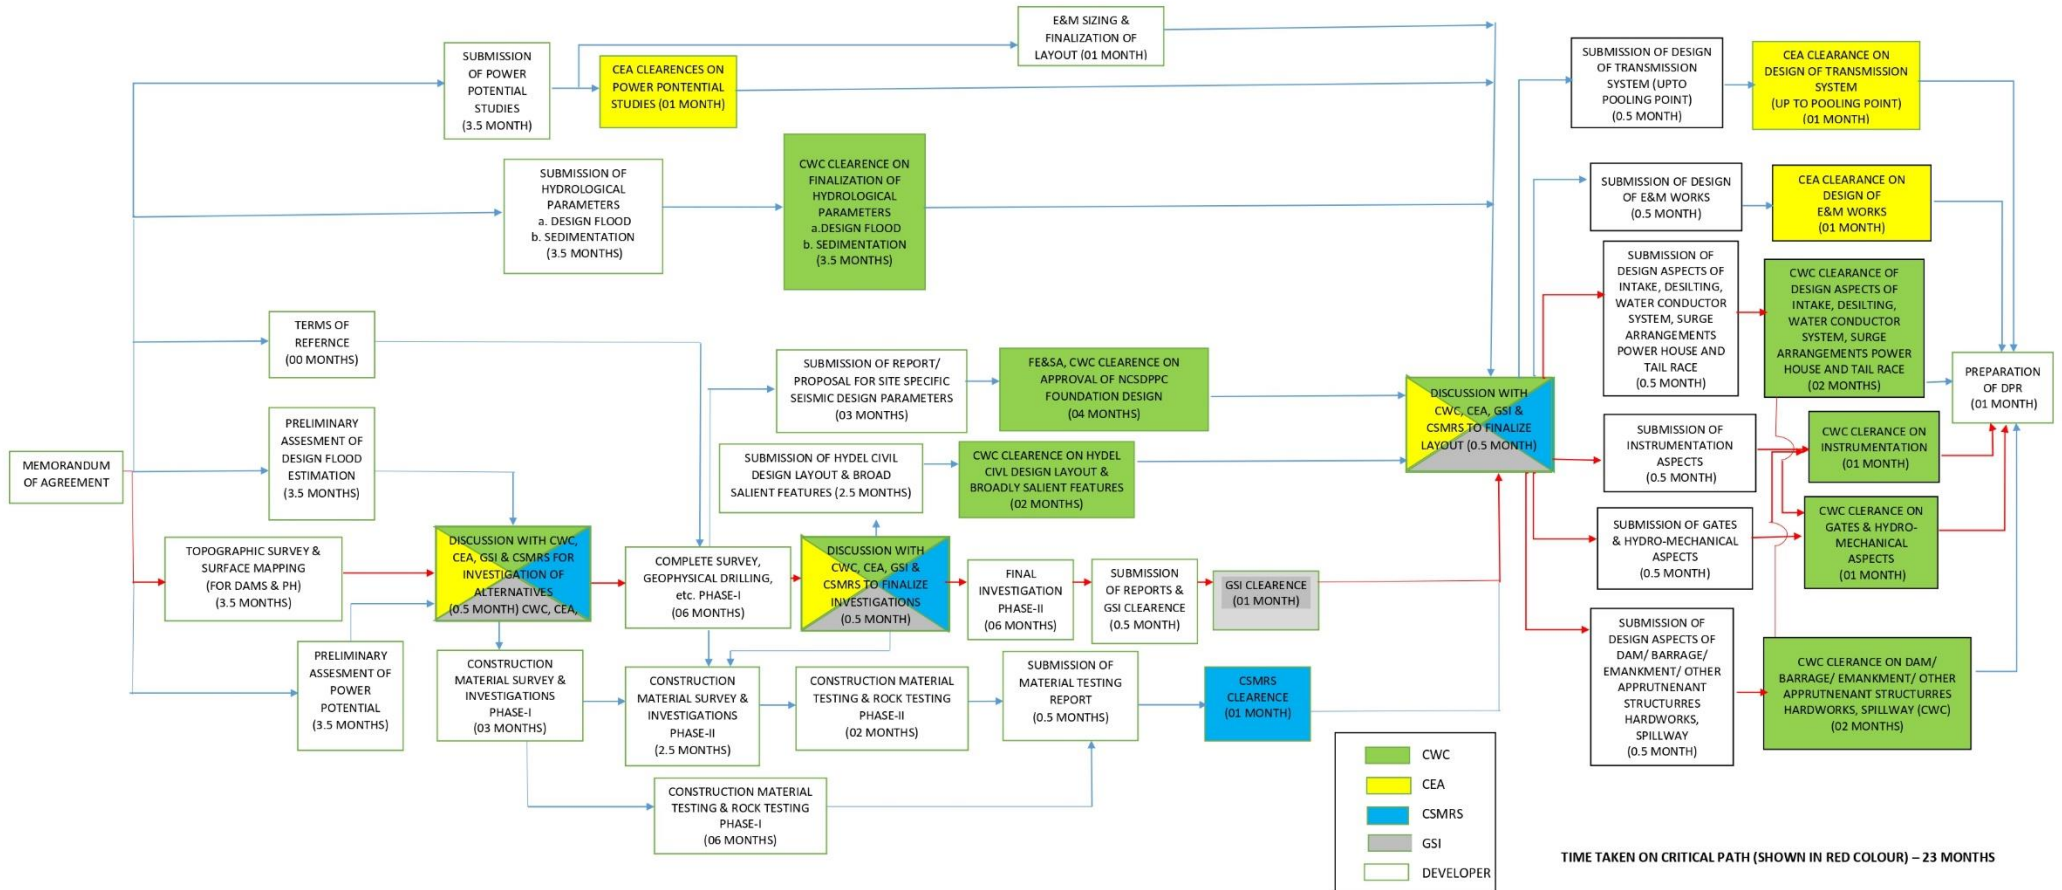 E&M SIZING &
FINALIZATION OF
LAYOUT (01 MONTH)
SUBMISSION
OF POWER
POTENTIAL
STUDIES
(3.5 MONTH)
CEA CLEARENCES ON
POWER PONTENTIAL
STUDIES (01 MONTH)
SUBMISSION OF DESIGN
OF TRANSMISSION
SYSTEM (UPTO
POOLING POINT)
(0.5 MONTH)
CEA CLEARANCE ON
DESIGN OF TRANSMISSION
SYSTEM
(UP TO POOLING POINT)
(01 MONTH)
SUBMISSION OF
HYDROLOGICAL
PARAMETERS
a. DESIGN FLOOD
b. SEDIMENTATION
(3.5 MONTHS)
CWC CLEARENCE ON
FINALIZATION OF
HYDROLOGICAL
PARAMETERS
a.DESIGN FLOOD
b. SEDIMENTATION
(3.5 MONTHS)
SUBMISSION OF DESIGN
OF E&M WORKS
(0.5 MONTH)
CEA CLEARANCE ON
DESIGN OF
E&M WORKS
(01 MONTH)
SUBMISSION OF
DESIGN ASPECTS OF
INTAKE, DESILTING,
WATER CONDUCTOR
SYSTEM, SURGE
ARRANGEMENTS
POWER HOUSE AND
TAIL RACE
(0.5 MONTH)
CWC CLEARANCE OF
DESIGN ASPECTS OF
INTAKE, DESILTING,
WATER CONDUCTOR
SYSTEM, SURGE
ARRANGEMENTS POWER
HOUSE AND TAIL RACE
(02 MONTHS)
TERMS OF
REFERNCE
(00 MONTHS)
SUBMISSION OF REPORT/
PROPOSAL FOR SITE SPECIFIC
SEISMIC DESIGN PARAMETERS
(03 MONTHS)
FE&SA, CWC CLEARENCE ON
APPROVAL OF NCSDPPC
FOUNDATION DESIGN
(04 MONTHS)
DISCUSSION WITH
CWC, CEA, GSI &
CSMRS TO FINALIZE
LAYOUT (0.5 MONTH)
PREPARATION
OF DPR
(01 MONTH)
MEMORANDUM
OF AGREEMENT
PRELIMINARY
ASSESMENT OF
DESIGN FLOOD
ESTIMATION
(3.5 MONTHS)
SUBMISSION OF HYDEL CIVIL
DESIGN LAYOUT & BROAD
SALIENT FEATURES (2.5 MONTHS)
CWC CLEARENCE ON HYDEL
CIVL DESIGN LAYOUT &
BROADLY SALIENT FEATURES
(02 MONTHS)
SUBMISSION OF
INSTRUMENTATION
ASPECTS
(0.5 MONTH)
CWC CLERANCE ON
INSTRUMENTATION
(01 MONTH)
TOPOGRAPHIC SURVEY &
SURFACE MAPPING
(FOR DAMS & PH)
(3.5 MONTHS)
DISCUSSION WITH CWC,
CEA, GSI & CSMRS FOR
INVESTIGATION OF
ALTERNATIVES
(0.5 MONTH) CWC, CEA,
COMPLETE SURVEY,
GEOPHYSICAL DRILLING,
etc. PHASE-I
(06 MONTHS)
DISCUSSION WITH
CWC, CEA, GSI &
CSMRS TO FINALIZE
INVESTIGATIONS
(0.5 MONTH)
FINAL
INVESTIGATION
PHASE-II
(06 MONTHS)
SUBMISSION
OF REPORTS &
GSI CLEARENCE
(0.5 MONTH)
GSI CLEARENCE
(01 MONTH)
SUBMISSION OF GATES
& HYDRO-MECHANICAL
ASPECTS
(0.5 MONTH)
CWC CLERANCE ON
GATES & HYDRO-
MECHANICAL
ASPECTS
(01 MONTH)
PRELIMINARY
ASSESMENT OF
POWER
POTENTIAL
(3.5 MONTHS)
CONSTRUCTION
MATERIAL SURVEY &
INVESTIGATIONS
PHASE-I
(03 MONTHS)
CONSTRUCTION
MATERIAL SURVEY &
INVESTIGATIONS
PHASE-II
(2.5 MONTHS)
CONSTRUCTION MATERIAL
TESTING & ROCK TESTING
PHASE-II
(02 MONTHS)
SUBMISSION OF
MATERIAL TESTING
REPORT
(0.5 MONTH)
CSMRS
CLEARENCE
(01 MONTH)
SUBMISSION OF
DESIGN ASPECTS OF
DAM/ BARRAGE/
EMANKMENT/ OTHER
APPRUTNENANT
STRUCTURRES
HARDWORKS,
SPILLWAY
(0.5 MONTH)
CWC CLERANCE ON DAM/
BARRAGE/ EMANKMENT/ OTHER
APPRUTNENANT STRUCTURRES
HARDWORKS, SPILLWAY (CWC)
(02 MONTHS)
CONSTRUCTION MATERIAL
TESTING & ROCK TESTING
PHASE-I
(06 MONTHS)
CWC
CEA
CSMRS
GSI
DEVELOPER
TIME TAKEN ON CRITICAL PATH (SHOWN IN RED COLOUR) – 23 MONTHS